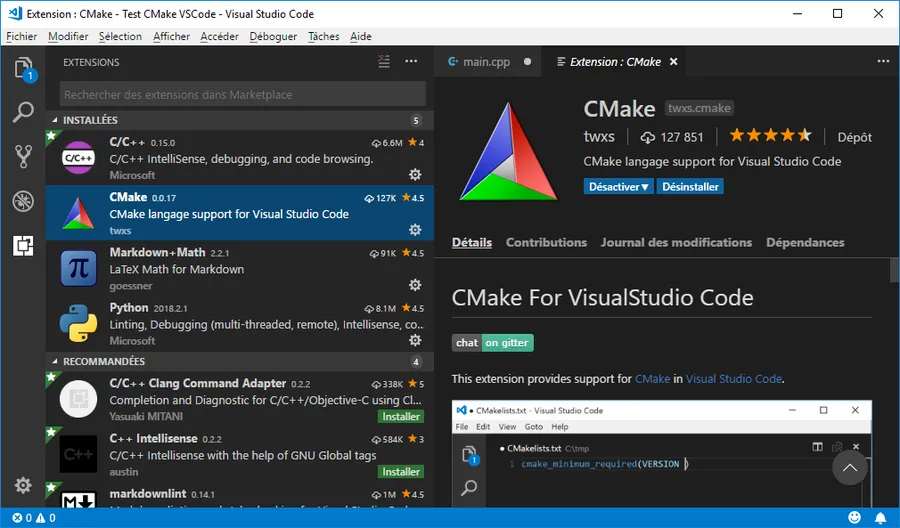 Extension : CMake - Test CMake VSCode - Visual Studio Code
Fichier Modifier Sélection Afficher Accéder Déboguer Tâches Aide
EXTENSIONS
Rechercher des extensions dans Marketplace
INSTALLÉES 5
C/C++ 0.15.0 6.6M 4
C/C++ IntelliSense, debugging, and code browsing.
Microsoft
CMake 0.0.17 127K 4.5
CMake langage support for Visual Studio Code
twxs
Markdown+Math 2.2.1 91K 4.5
LaTeX Math for Markdown
goessner
Python 2018.2.1 8.1M 4.5
Linting, Debugging (multi-threaded, remote), Intellisense, co...
Microsoft
RECOMMANDÉES 4
C/C++ Clang Command Adapter 0.2.2 338K 5
Completion and Diagnostic for C/C++/Objective-C using Cl...
Yasuaki MITANI Installer
C++ Intellisense 0.2.2 584K 3
C/C++ Intellisense with the help of GNU Global tags
austin Installer
markdownlint 0.14.1 1M 4.5
1
C/C++
π
C++
M
0 0
main.cpp Extension : CMake
CMake twxs.cmake
twxs 127 851 Dépôt
CMake langage support for Visual Studio Code
Désactiver Désinstaller
Détails Contributions Journal des modifications Dépendances
CMake For VisualStudio Code
chat on gitter
This extension provides support for CMake in Visual Studio Code.
CMakelists.txt - Visual Studio Code
File Edit View Goto Help
1
CMakelists.txt C:\tmp
1 cmake_minimum_required(VERSION )